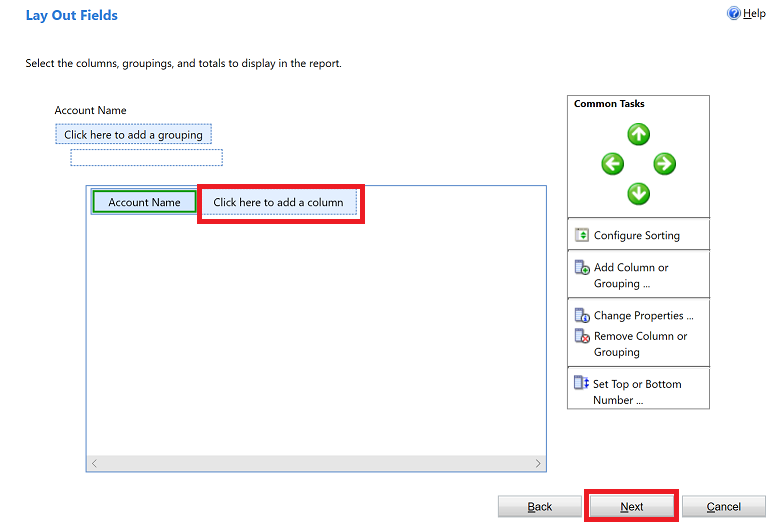 Lay Out Fields
Help
Select the columns, groupings, and totals to display in the report.
Account Name
Click here to add a grouping
Account Name
Click here to add a column
Common Tasks
Configure Sorting
Add Column or
Grouping ...
Change Properties ...
Remove Column or
Grouping
Set Top or Bottom
Number ...
Back
Next
Cancel